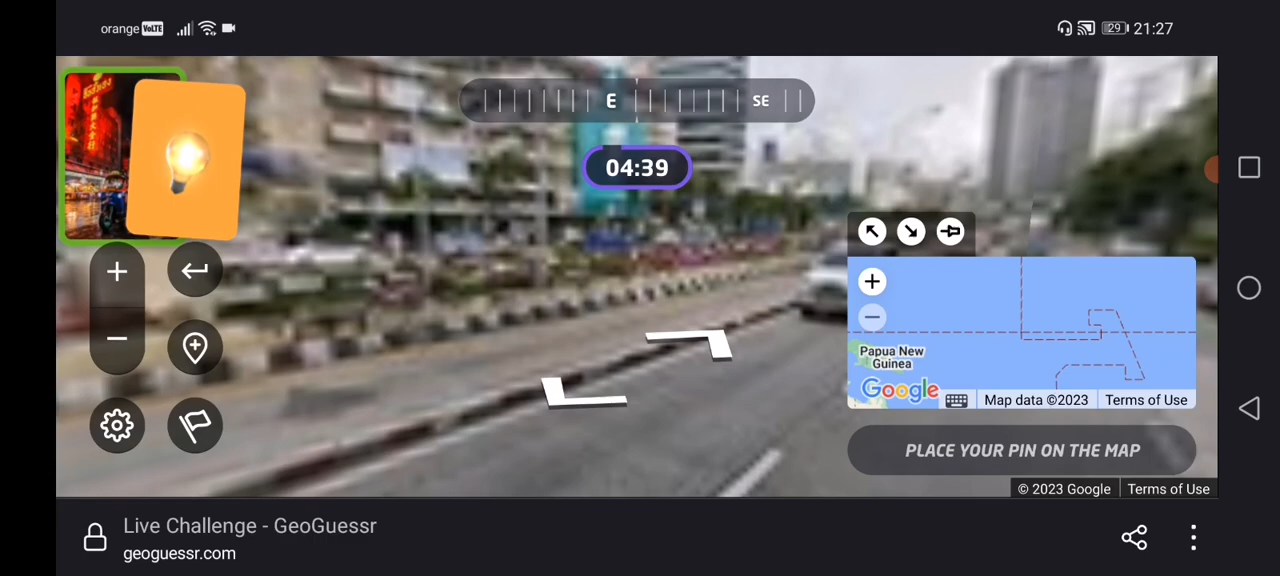 orange VoLTE
29 21:27
E
SE
04:39
Papua New
Guinea
Google
Map data ©2023
Terms of Use
PLACE YOUR PIN ON THE MAP
© 2023 Google
Terms of Use
Live Challenge - GeoGuessr
geoguessr.com